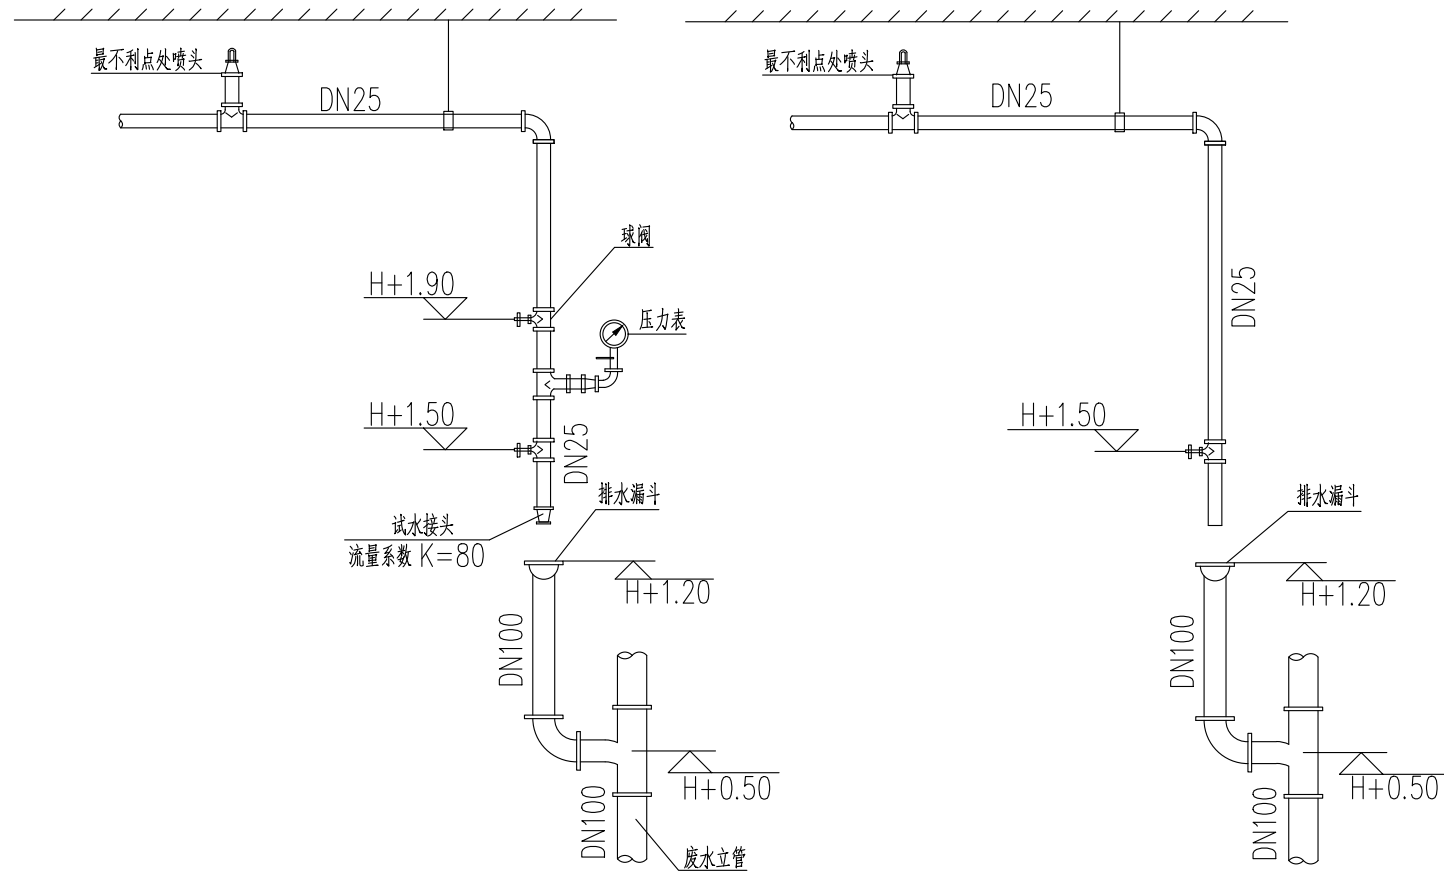 最不利点处喷头
DN25
球阀
H+1.90
压力表
H+1.50
DN25
排水漏斗
试水接头
流量系数 K=80
H+1.20
DN100
H+0.50
DN100
废水立管
最不利点处喷头
DN25
DN25
H+1.50
排水漏斗
H+1.20
DN100
H+0.50
DN100